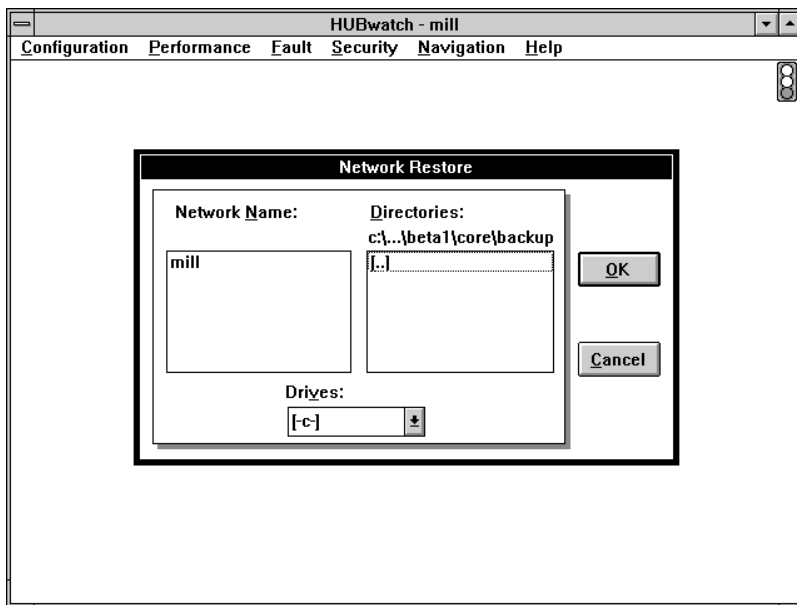 HUBwatch - mill
Configuration Performance Fault Security Navigation Help
Network Restore
Network Name: Directories:
c:\...\beta1\core\backup
mill [..]
OK
Cancel
Drives:
[-c-]